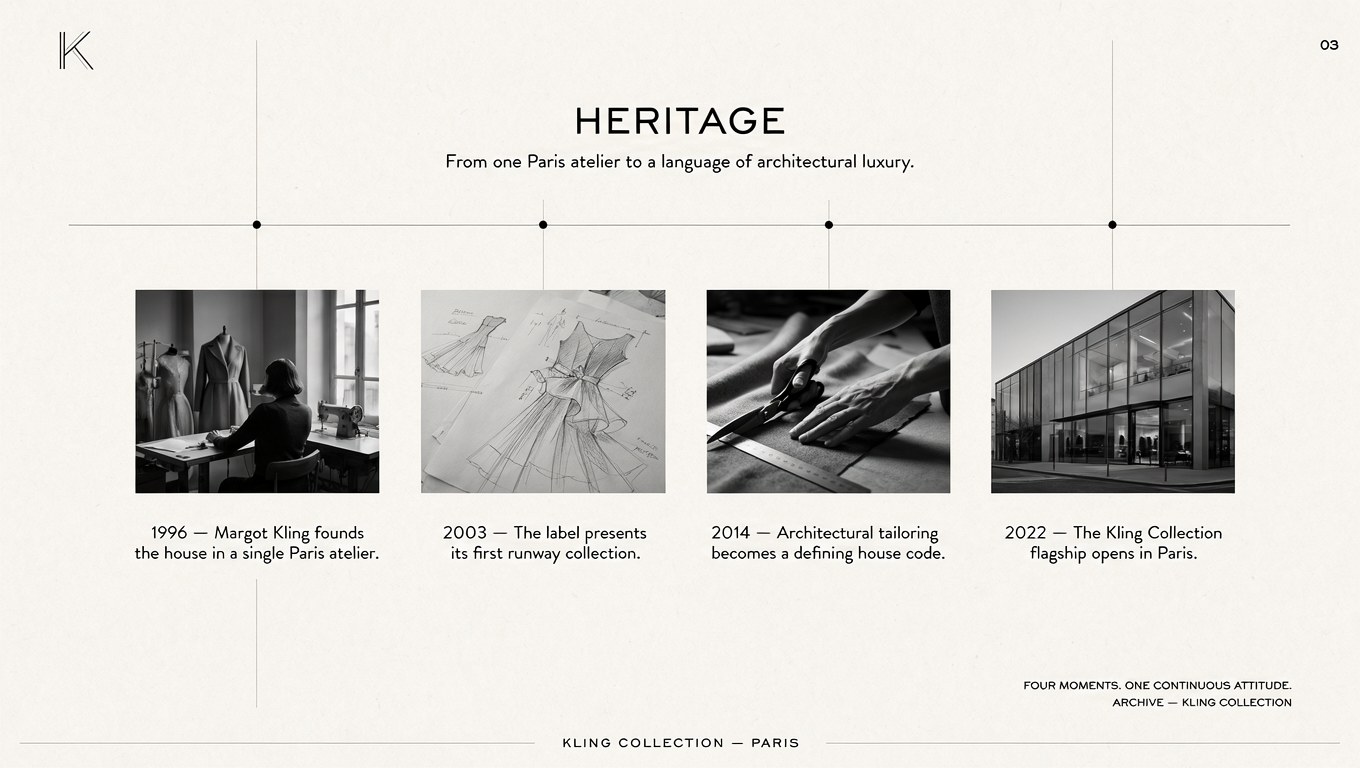 K
03
HERITAGE
From one Paris atelier to a language of architectural luxury.
1996 — Margot Kling founds
the house in a single Paris atelier.
2003 — The label presents
its first runway collection.
2014 — Architectural tailoring
becomes a defining house code.
2022 — The Kling Collection
flagship opens in Paris.
FOUR MOMENTS. ONE CONTINUOUS ATTITUDE.
ARCHIVE — KLING COLLECTION
KLING COLLECTION — PARIS